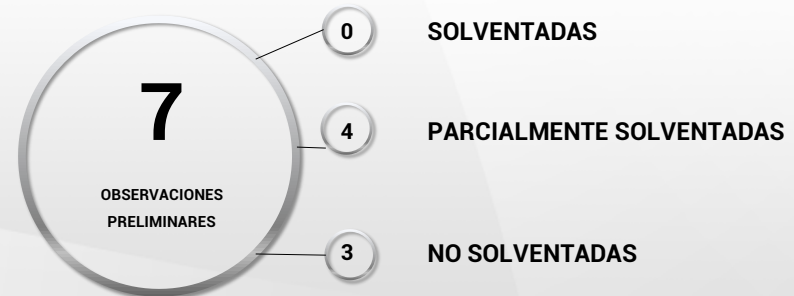 7
OBSERVACIONES
PRELIMINARES
0 SOLVENTADAS
4 PARCIALMENTE SOLVENTADAS
3 NO SOLVENTADAS